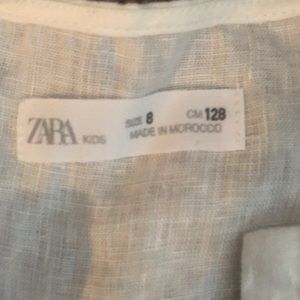 ZARA KIDS
SIZE 8 CM 128
MADE IN MOROCCO